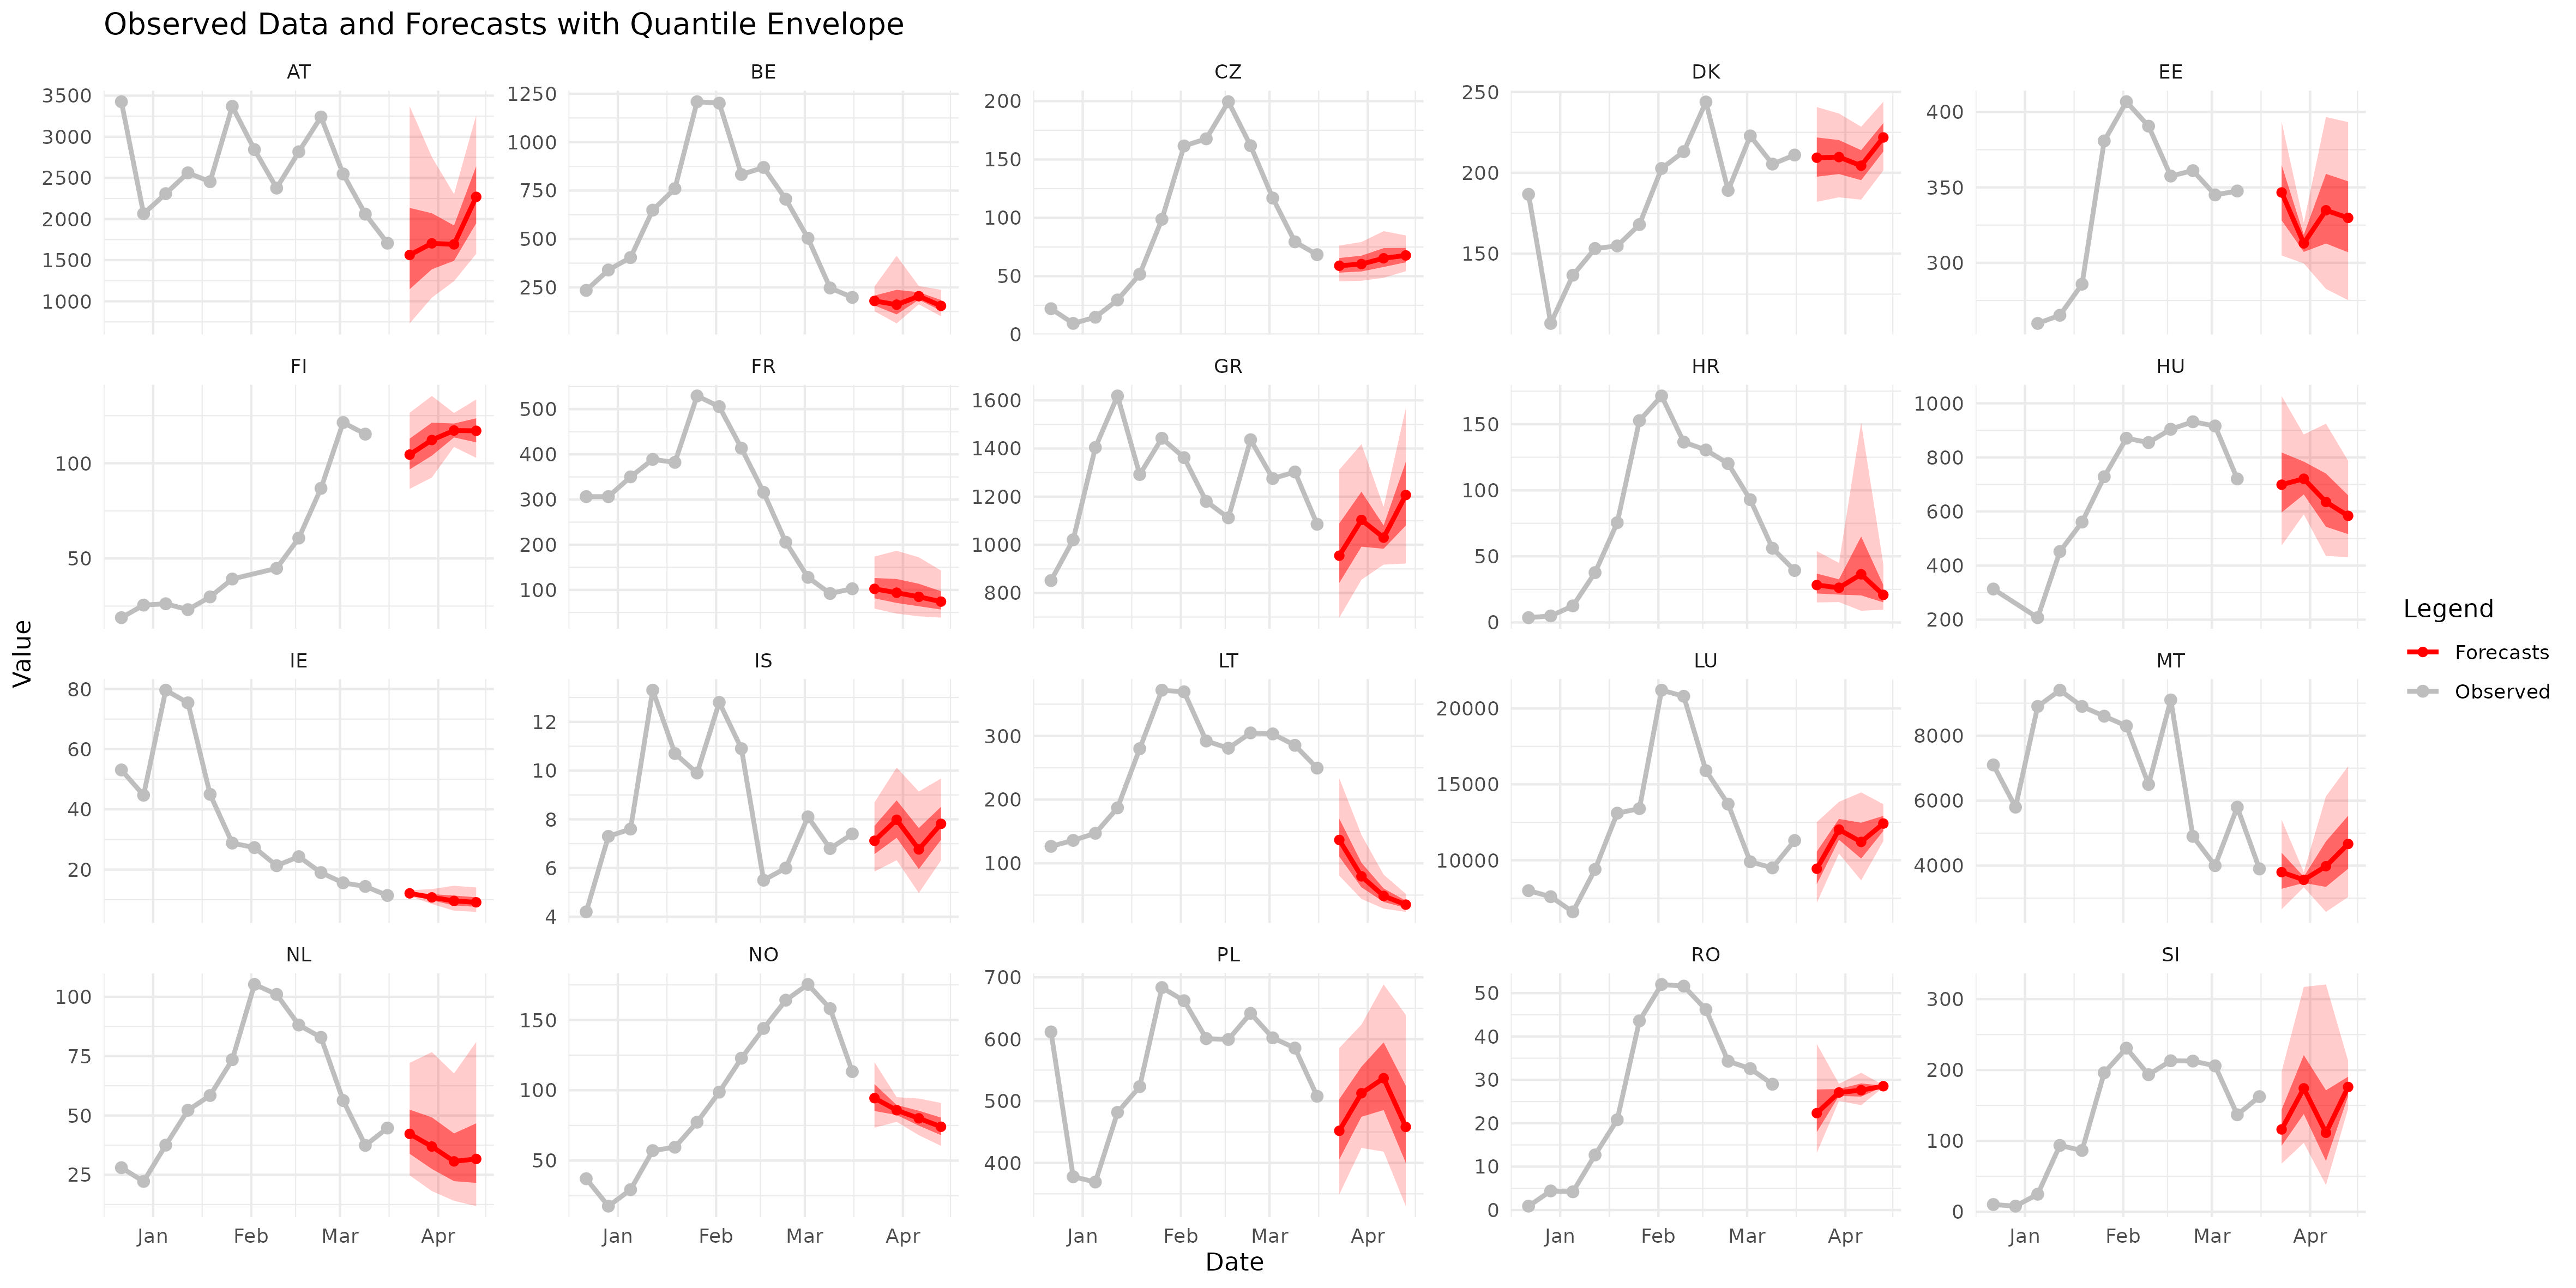 Observed Data and Forecasts with Quantile Envelope
AT
BE
CZ
DK
EE
3500
3000
2500
2000
1500
1000
1250
1000
750
500
250
200
150
100
50
0
250
200
150
400
350
300
FI
FR
GR
HR
HU
100
50
500
400
300
200
100
1600
1400
1200
1000
800
150
100
50
0
1000
800
600
400
200
Value
Legend
Forecasts
Observed
IE
IS
LT
LU
MT
80
60
40
20
12
10
8
6
4
300
200
100
20000
15000
10000
8000
6000
4000
NL
NO
PL
RO
SI
100
75
50
25
150
100
50
700
600
500
400
50
40
30
20
10
0
300
200
100
0
Jan Feb Mar Apr
Jan Feb Mar Apr
Jan Feb Mar Apr
Jan Feb Mar Apr
Jan Feb Mar Apr
Date